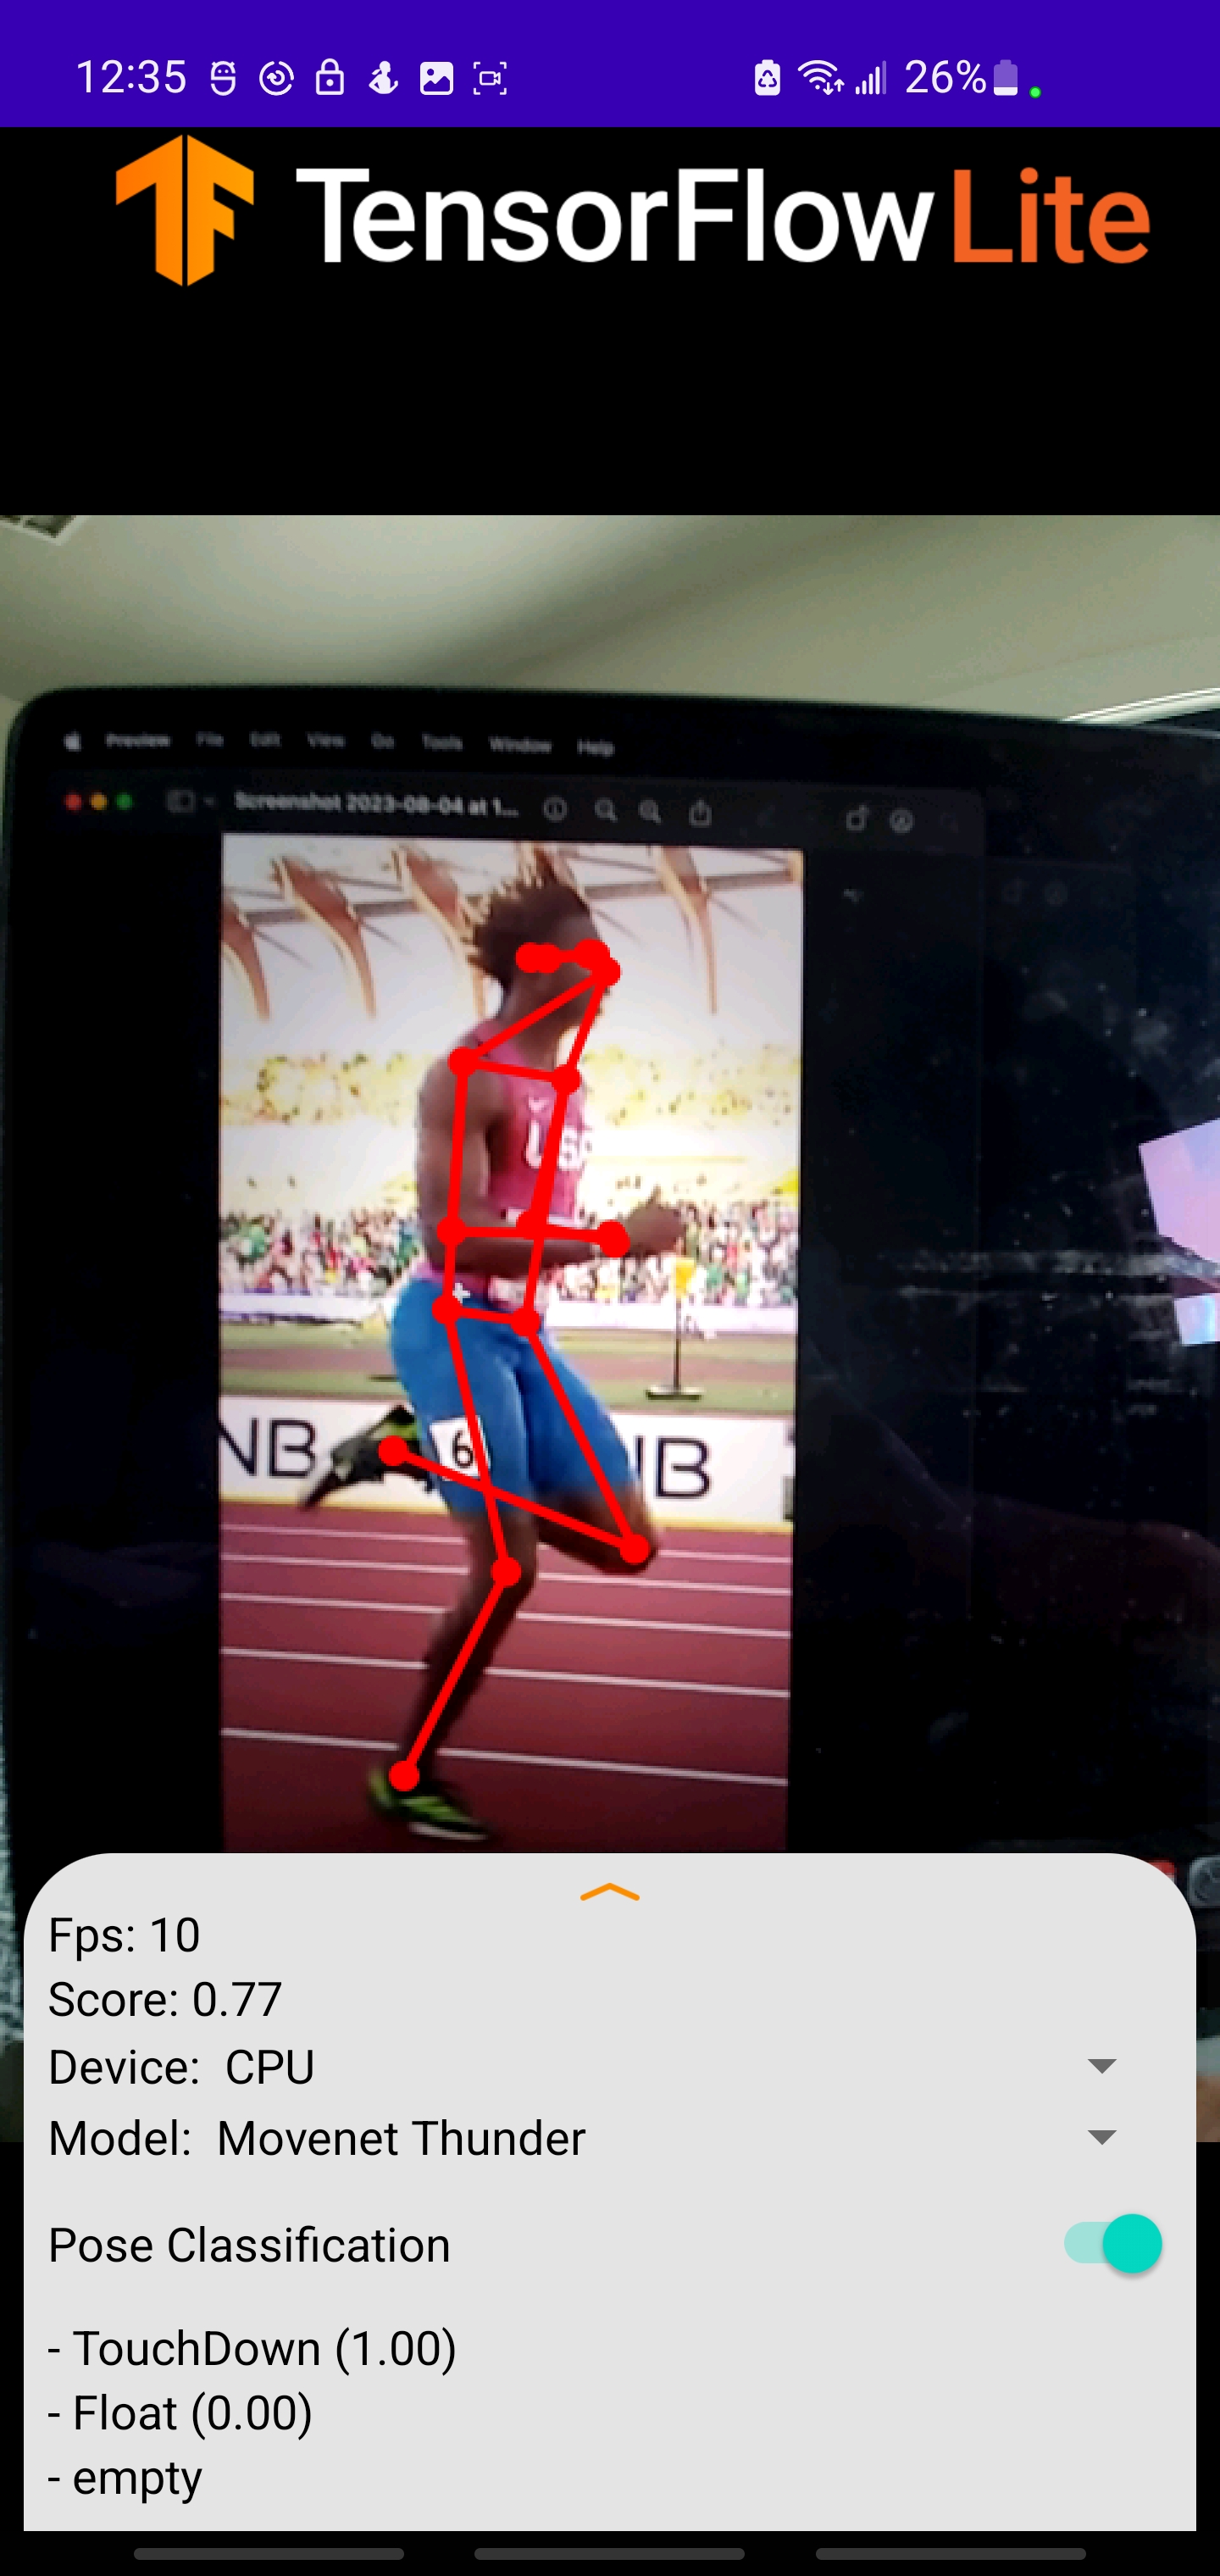 12:35 26%
TensorFlow Lite
Preview File Edit View Go Tools Window Help
Screenshot 2023-08-04 at 1...
USA
6
NB
NB
Fps: 10
Score: 0.77
Device: CPU
Model: Movenet Thunder
Pose Classification
- TouchDown (1.00)
- Float (0.00)
- empty